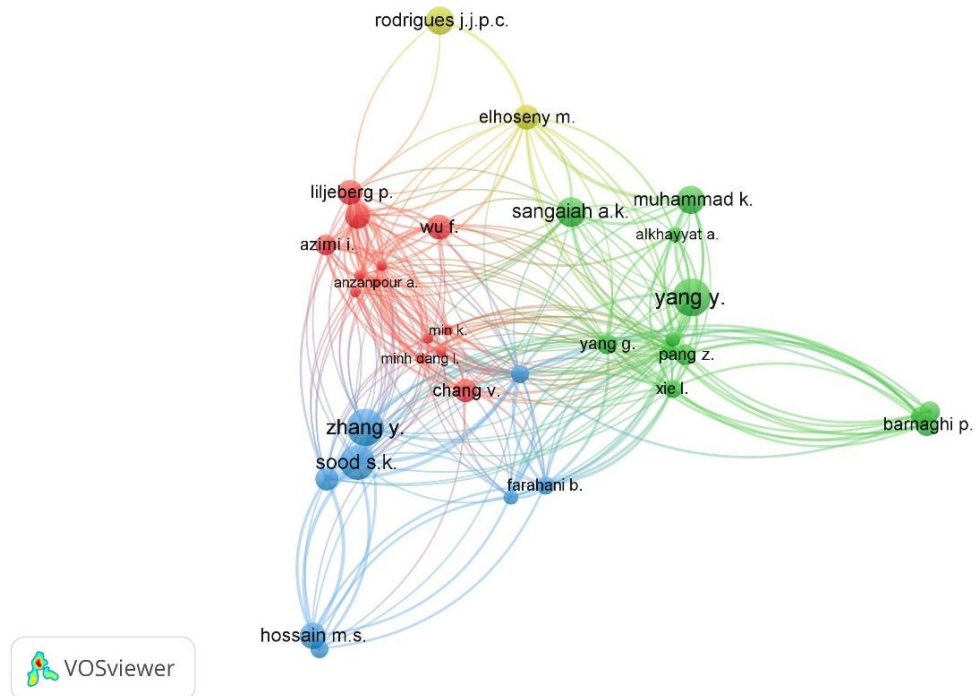 rodrigues j.j.p.c.
elhoseny m.
liljeberg p.
muhammad k.
sangaiah a.k.
wu f.
alkhayyat a.
azimi i.
anzanpour a.
yang y.
min k.
yang g.
minh dang l.
pang z.
chang v.
xie l.
barnaghi p.
zhang y.
sood s.k.
farahani b.
hossain m.s.
VOSviewer